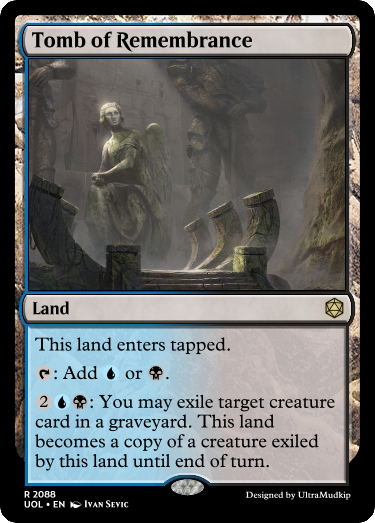 Tomb of Remembrance
Land
This land enters tapped.
: Add or .
2 : You may exile target creature
card in a graveyard. This land
becomes a copy of a creature exiled
by this land until end of turn.
R 2088
UOL • EN Ivan Sevic
Designed by UltraMudkip